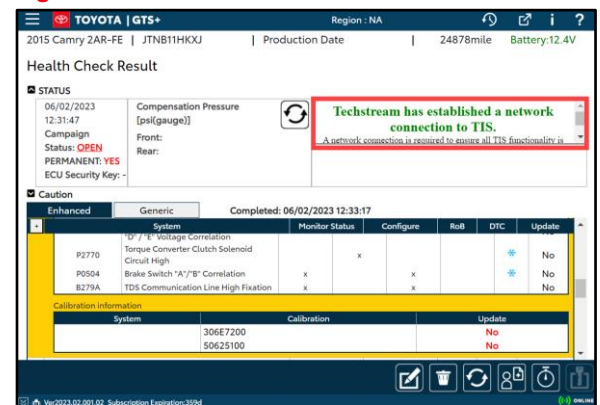 TOYOTA | GTS+ Region : NA i ?
2015 Camry 2AR-FE | JTNB11HKXJ | Production Date | 24878mile Battery:12.4V
Health Check Result
STATUS
06/02/2023
12:31:47
Campaign
Status: OPEN
PERMANENT: YES
ECU Security Key: -
Compensation Pressure
[psi(gauge)]
Front:
Rear:
Techstream has established a network
connection to TIS.
A network connection is required to ensure all TIS functionality is
Caution
Enhanced Generic Completed: 06/02/2023 12:33:17
+ System Monitor Status Configure RoB DTC Update
"D" / "E" Voltage Correlation No
P2770 Torque Converter Clutch Solenoid
Circuit High x No
P0504 Brake Switch "A"/"B" Correlation x x No
B279A TDS Communication Line High Fixation x x No
Calibration information
System Calibration Update
306E7200 No
50625100 No
Ver2023.02.001.02 Subscription Expiration:359d ONLINE